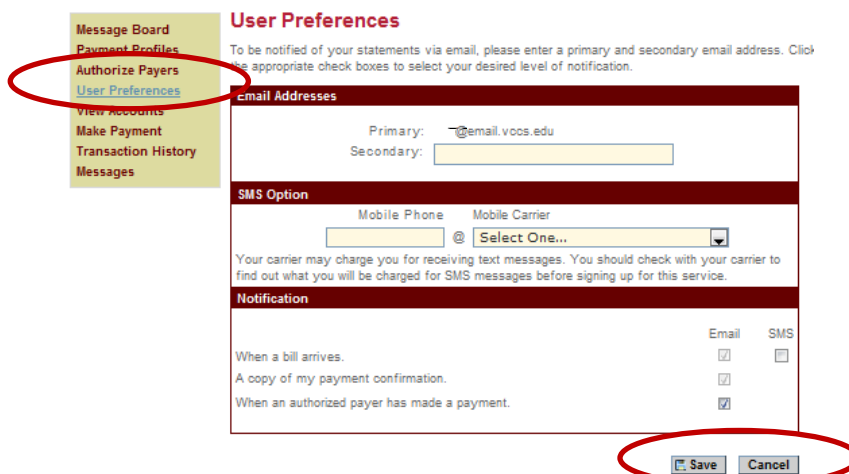 Message Board
Payment Profiles
Authorize Payers
User Preferences
View Accounts
Make Payment
Transaction History
Messages
User Preferences
To be notified of your statements via email, please enter a primary and secondary email address. Click
the appropriate check boxes to select your desired level of notification.
Email Addresses
Primary: @email.vccs.edu
Secondary:
SMS Option
Mobile Phone Mobile Carrier
@ Select One...
Your carrier may charge you for receiving text messages. You should check with your carrier to
find out what you will be charged for SMS messages before signing up for this service.
Notification
Email SMS
When a bill arrives.
A copy of my payment confirmation.
When an authorized payer has made a payment.
Save Cancel